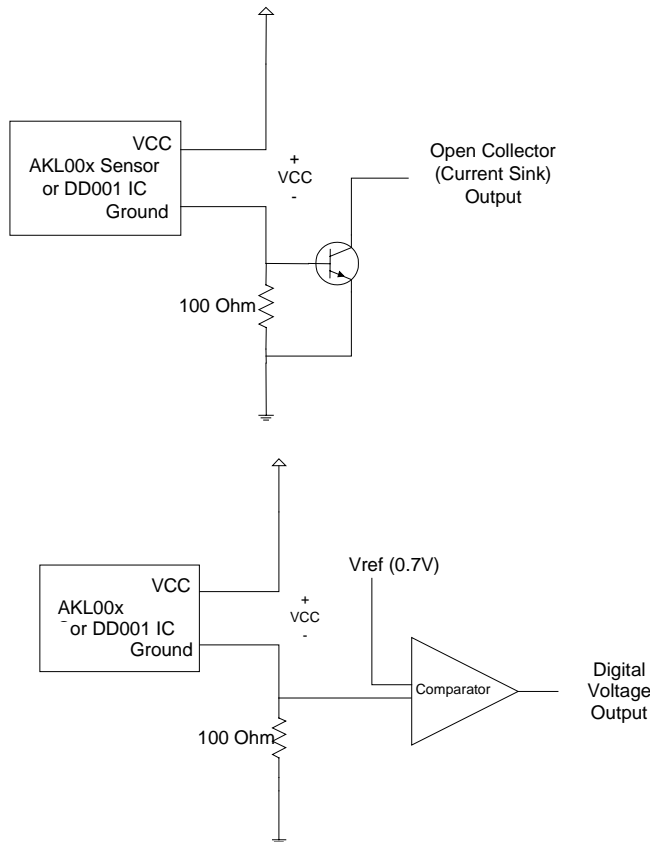 VCC
AKL00x Sensor
or DD001 IC
Ground
+
VCC
-
Open Collector
(Current Sink)
Output
100 Ohm
VCC
AKL00x
or DD001 IC
Ground
+
VCC
-
Vref (0.7V)
Comparator
Digital
Voltage
Output
100 Ohm